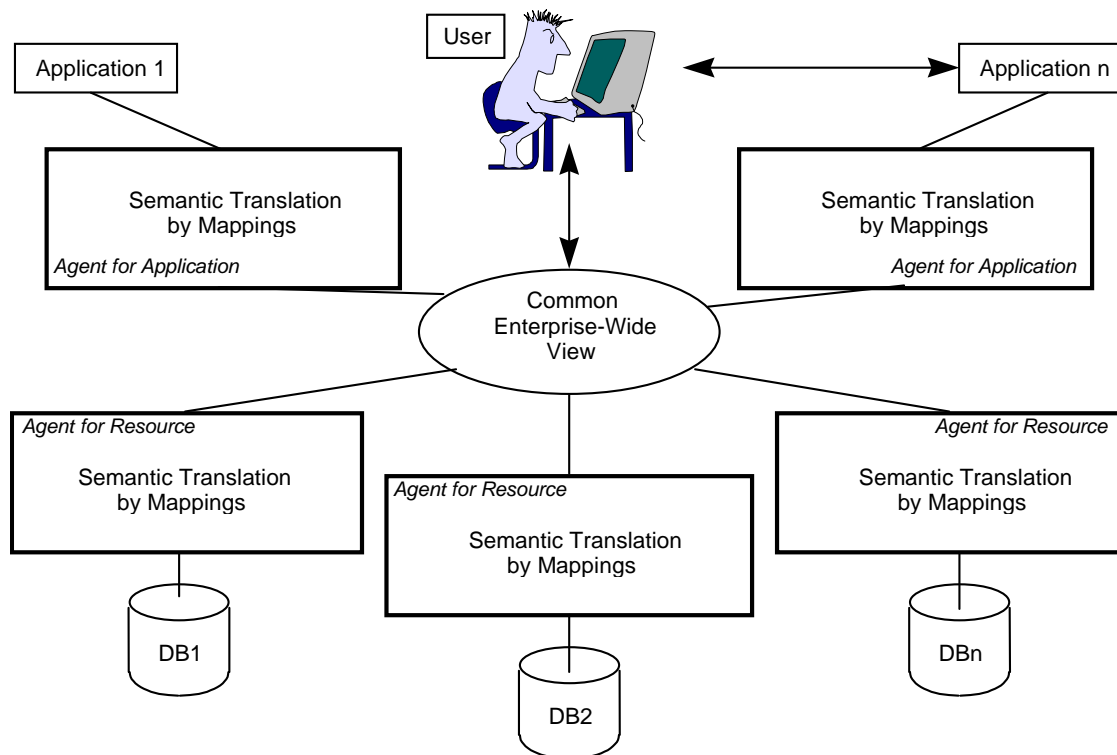 User
Application 1
Application n
Semantic Translation
by Mappings
Agent for Application
Semantic Translation
by Mappings
Agent for Application
Common
Enterprise-Wide
View
Agent for Resource
Semantic Translation
by Mappings
Agent for Resource
Semantic Translation
by Mappings
Agent for Resource
Semantic Translation
by Mappings
DB1
DB2
DBn